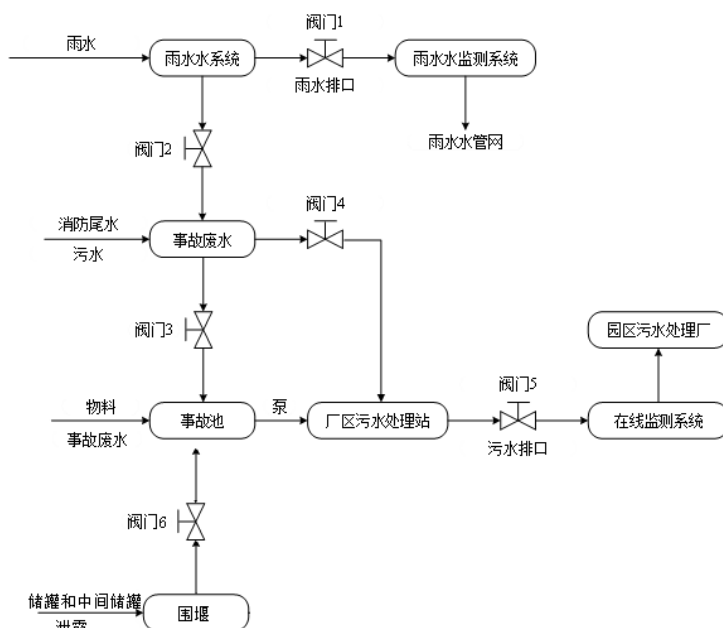 阀门1
雨水
雨水水系统
雨水水监测系统
雨水排口
雨水水管网
阀门2
阀门4
消防尾水
事故废水
污水
阀门3
园区污水处理厂
阀门5
物料
事故池
泵
厂区污水处理站
在线监测系统
事故废水
污水排口
阀门6
储罐和中间储罐
围堰
泄露